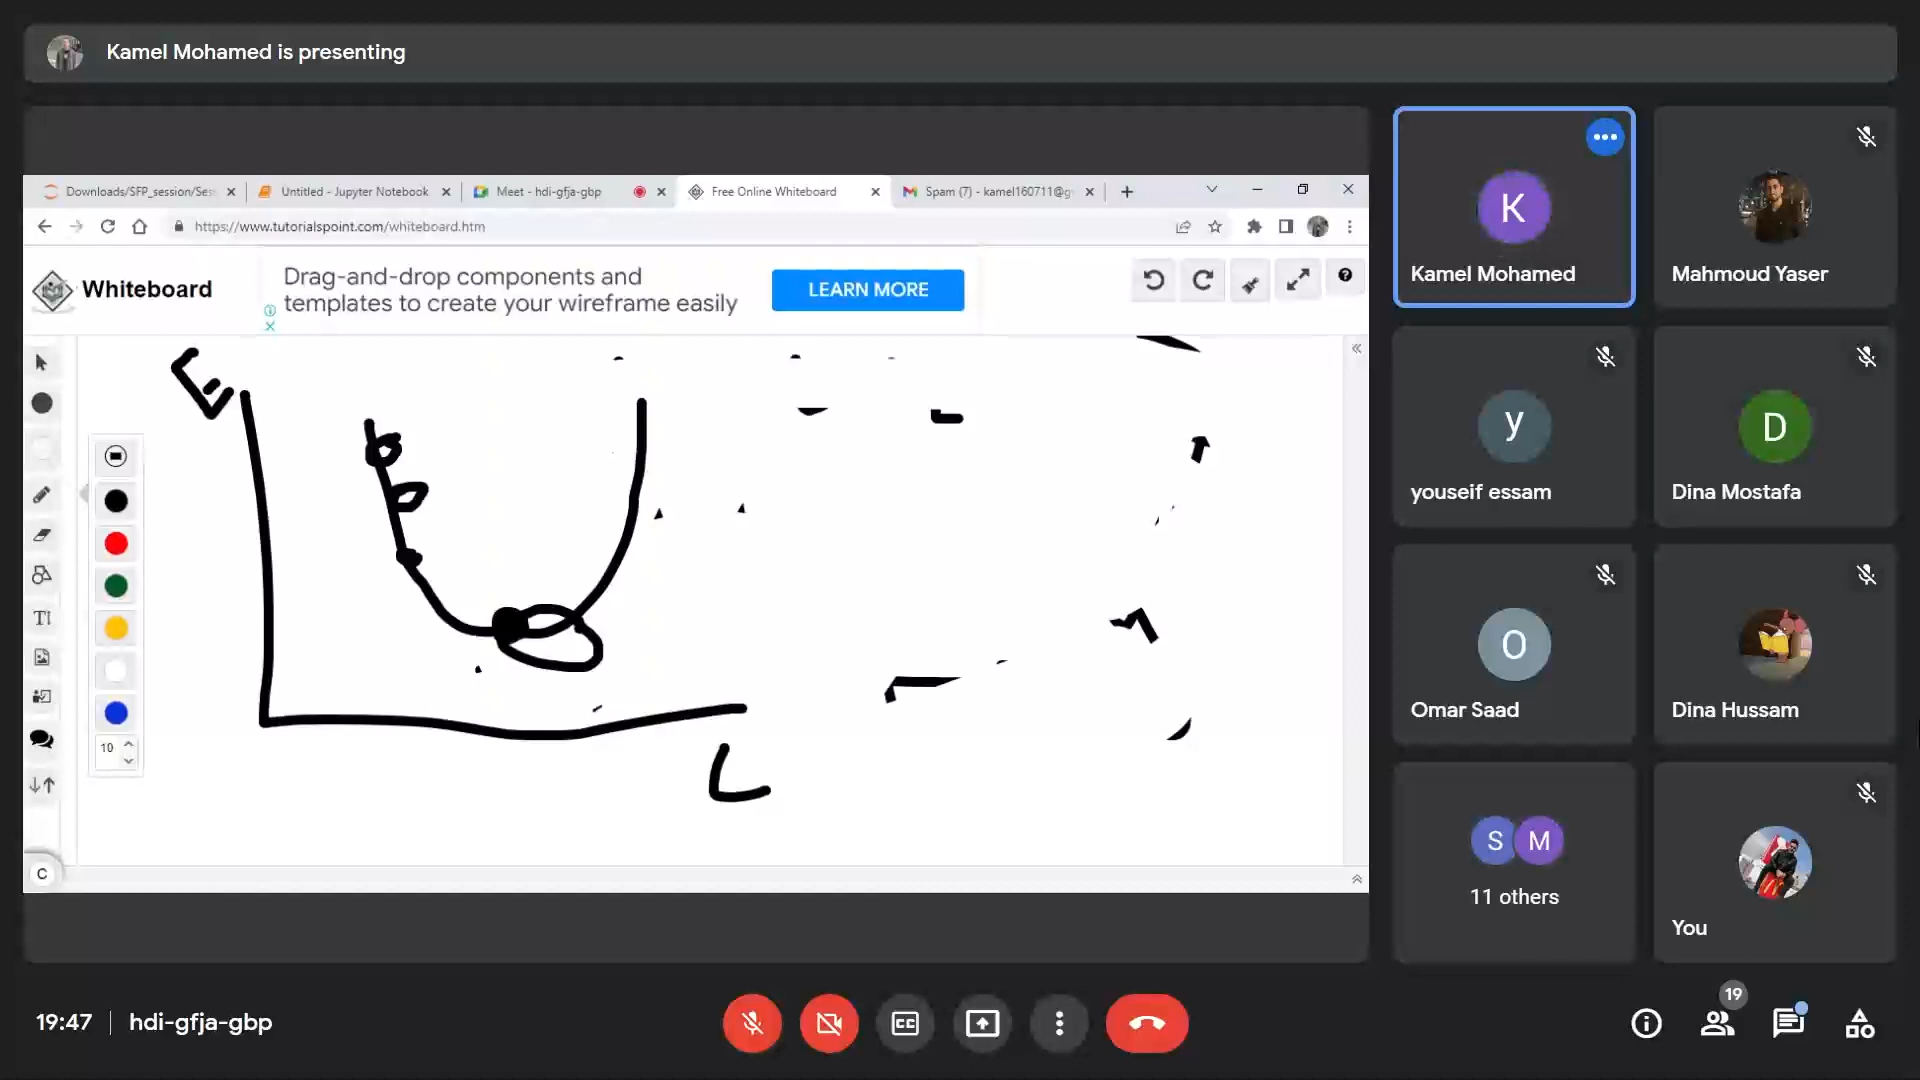 Kamel Mohamed is presenting
Downloads/SFP_session/Ses
Untitled - Jupyter Notebook
Meet - hdi-gfja-gbp
Free Online Whiteboard
Spam (7) - kamel160711@g
https://www.tutorialspoint.com/whiteboard.htm
Whiteboard
Drag-and-drop components and
templates to create your wireframe easily
LEARN MORE
TI
10
C
L
K
Kamel Mohamed
Mahmoud Yaser
y
youseif essam
D
Dina Mostafa
O
Omar Saad
Dina Hussam
S M
11 others
You
19:47 | hdi-gfja-gbp
CC
19